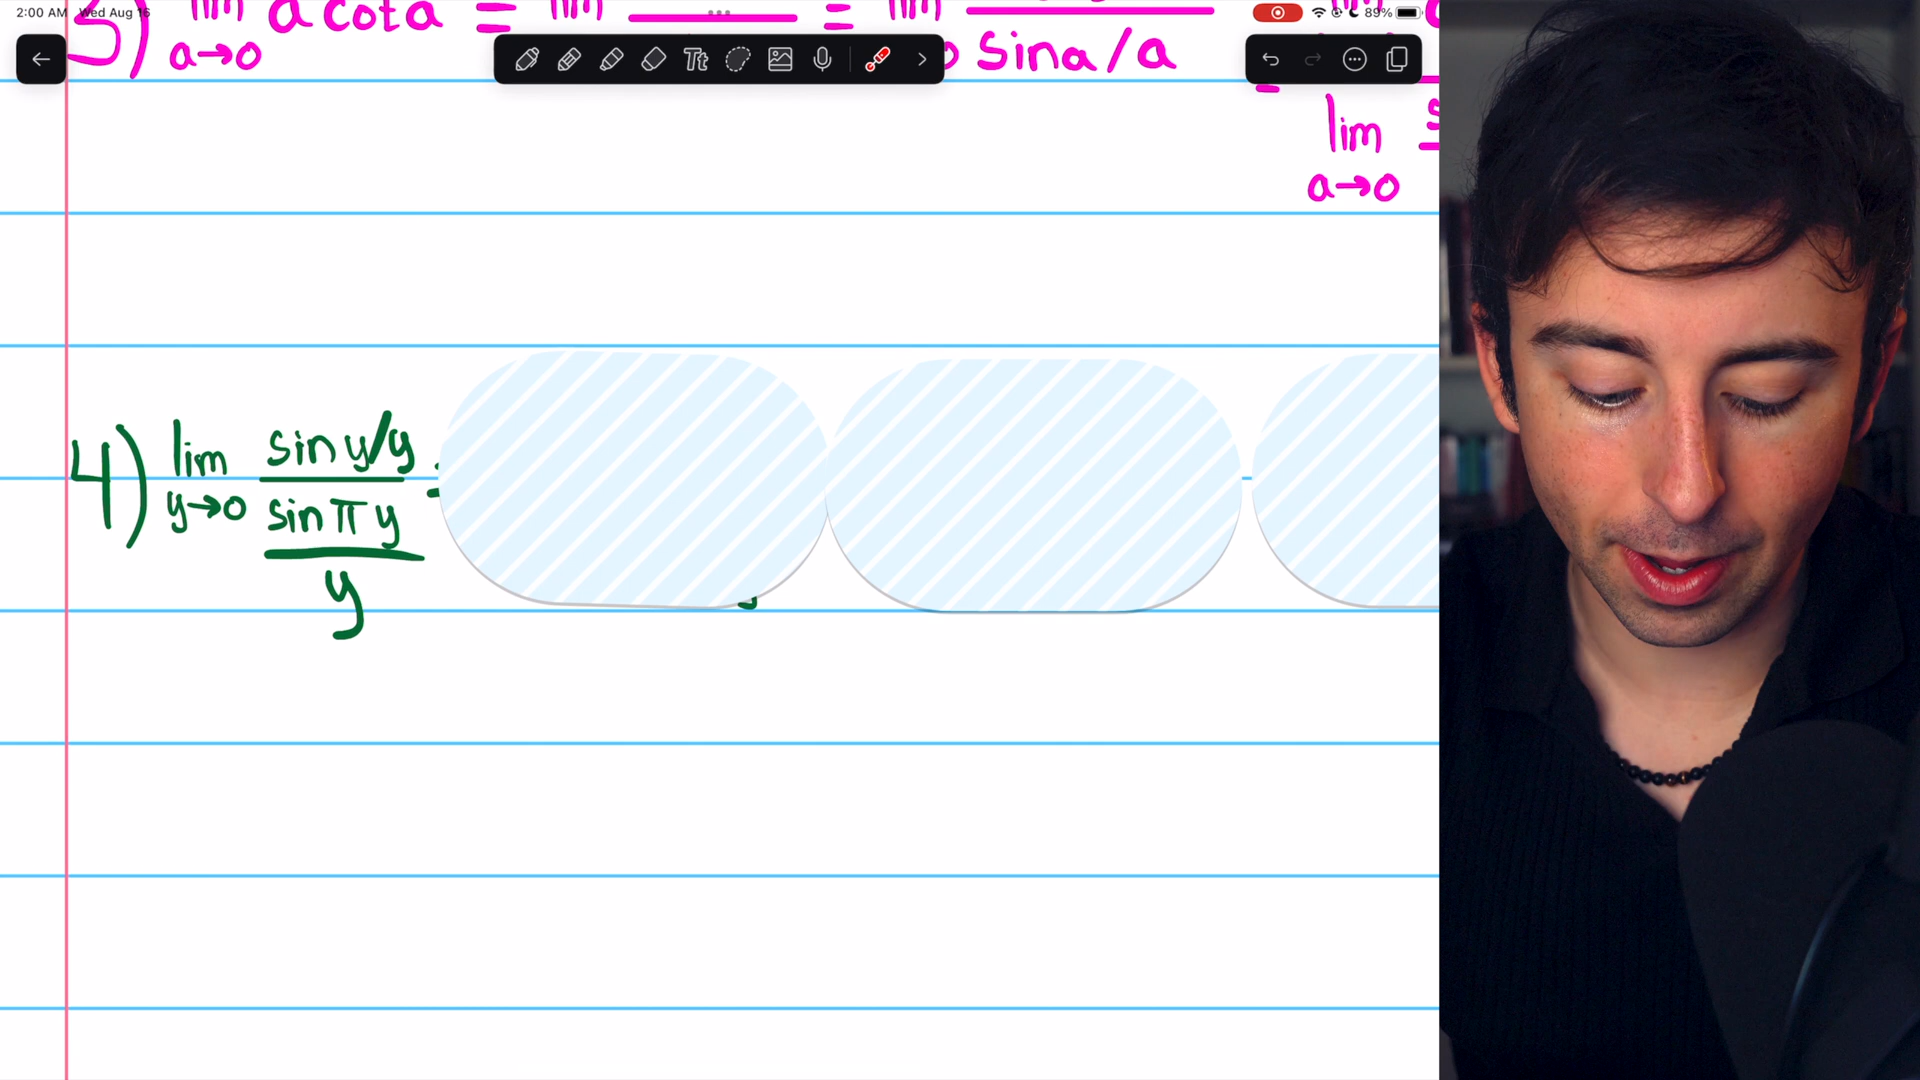 2:00 AM Wed Aug 16
89%
lim a cot a = lim = lim
a→0 sin a/a
=
lim
a→0
4) lim sin y/y
y→0 sin π y
y
Tt